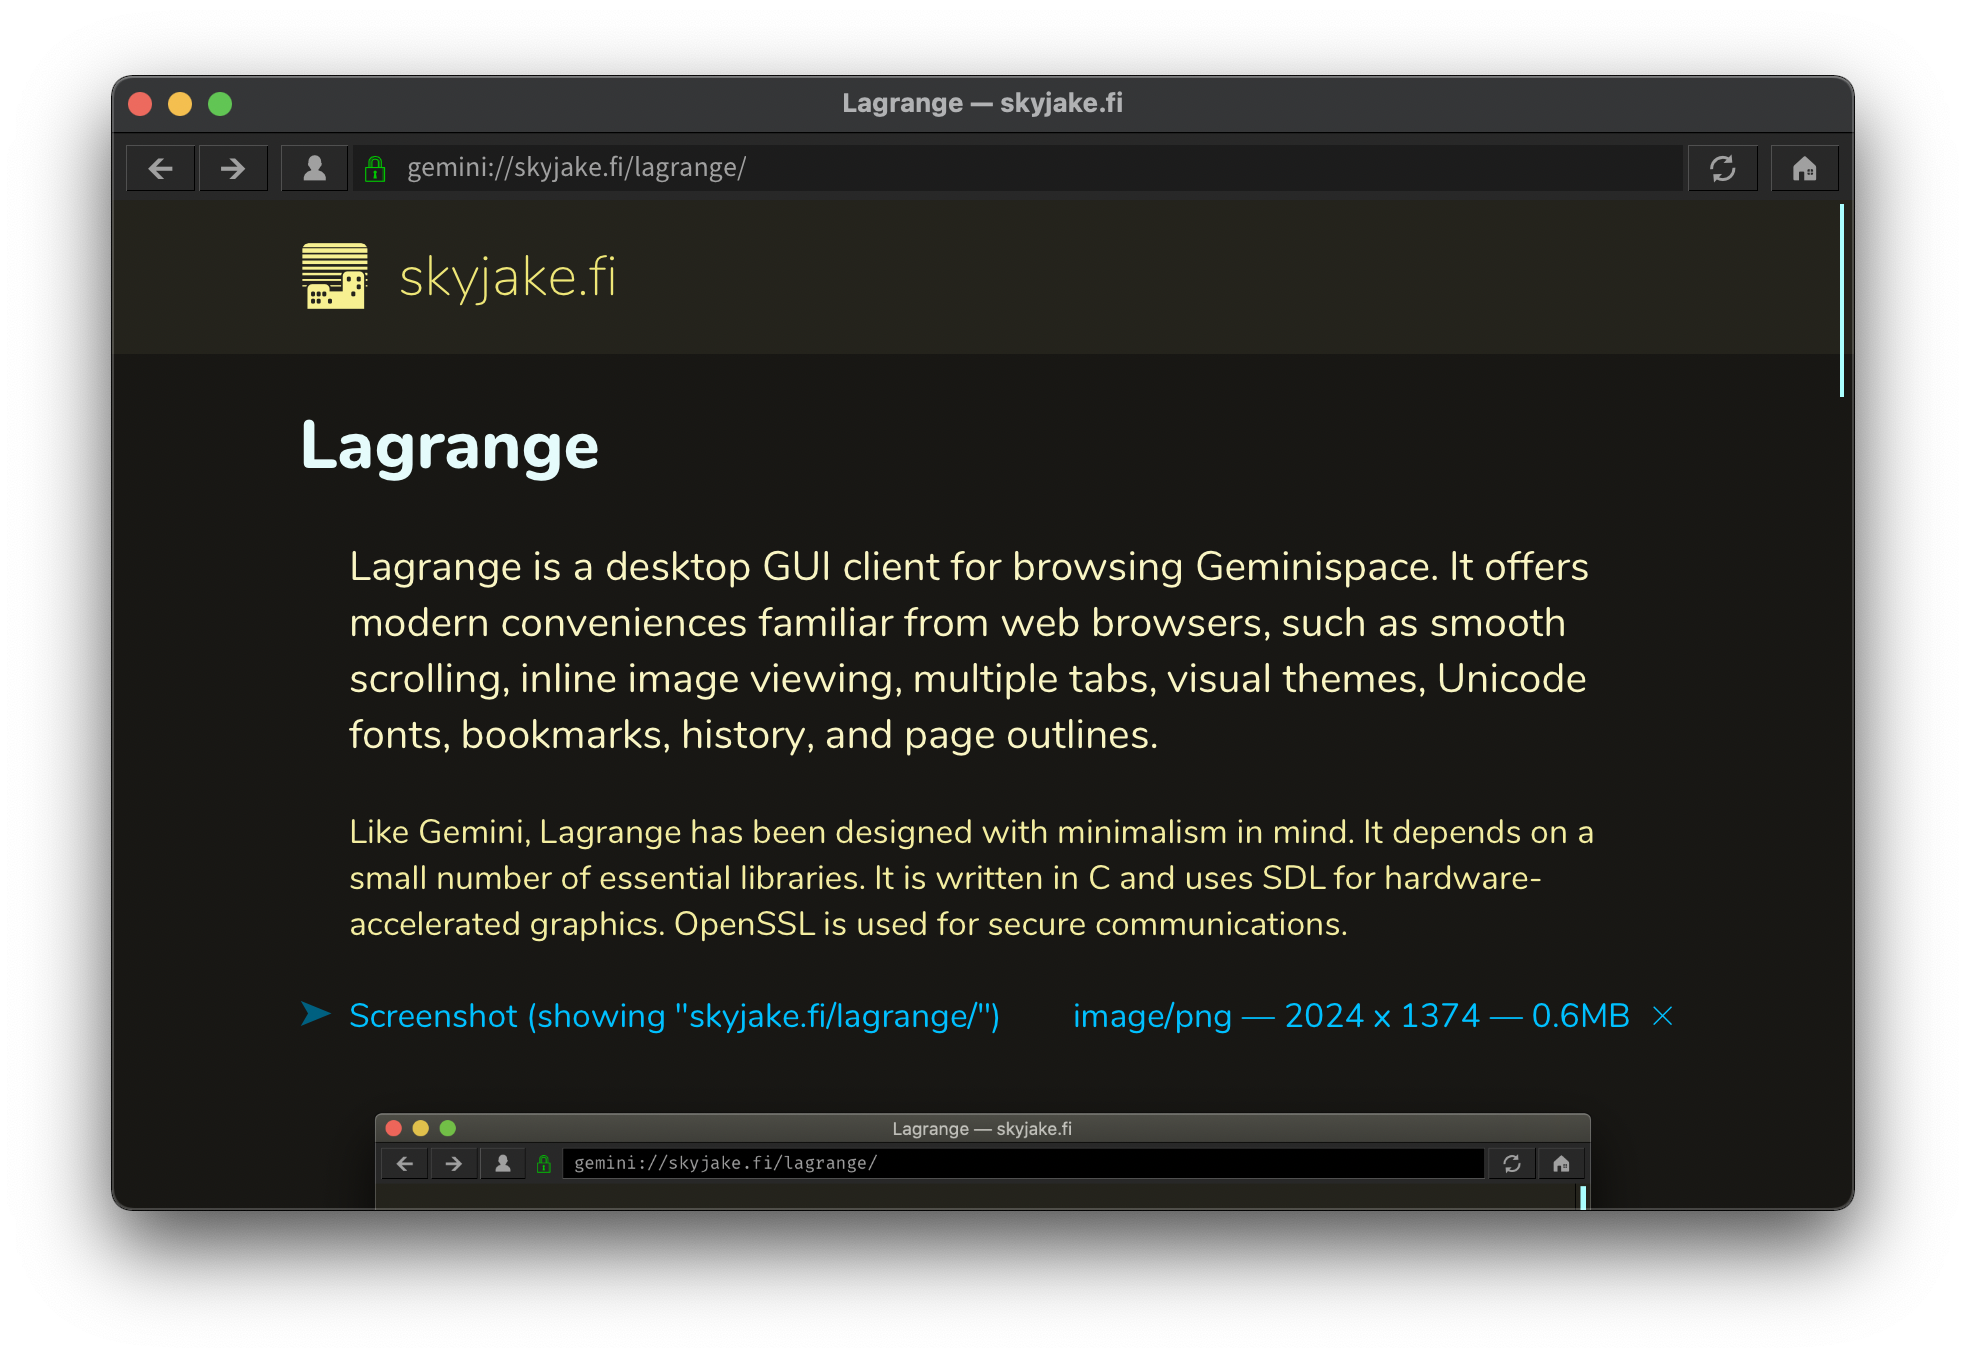 Lagrange — skyjake.fi
gemini://skyjake.fi/lagrange/
skyjake.fi
Lagrange
Lagrange is a desktop GUI client for browsing Geminispace. It offers
modern conveniences familiar from web browsers, such as smooth
scrolling, inline image viewing, multiple tabs, visual themes, Unicode
fonts, bookmarks, history, and page outlines.
Like Gemini, Lagrange has been designed with minimalism in mind. It depends on a
small number of essential libraries. It is written in C and uses SDL for hardware-
accelerated graphics. OpenSSL is used for secure communications.
Screenshot (showing "skyjake.fi/lagrange/") image/png — 2024 x 1374 — 0.6MB ×
Lagrange — skyjake.fi
gemini://skyjake.fi/lagrange/